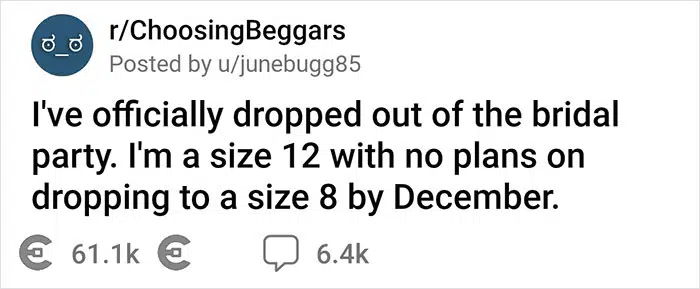 r/ChoosingBeggars
Posted by u/junebugg85
I've officially dropped out of the bridal
party. I'm a size 12 with no plans on
dropping to a size 8 by December.
61.1k 6.4k